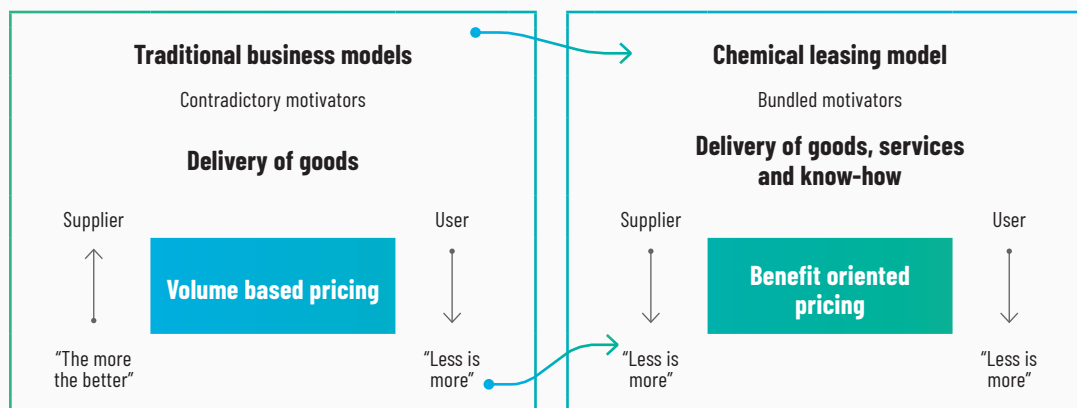 Traditional business models
Contradictory motivators
Delivery of goods
Supplier
User
Volume based pricing
“The more
the better”
“Less is
more”
Chemical leasing model
Bundled motivators
Delivery of goods, services
and know-how
Supplier
User
Benefit oriented
pricing
“Less is
more”
“Less is
more”